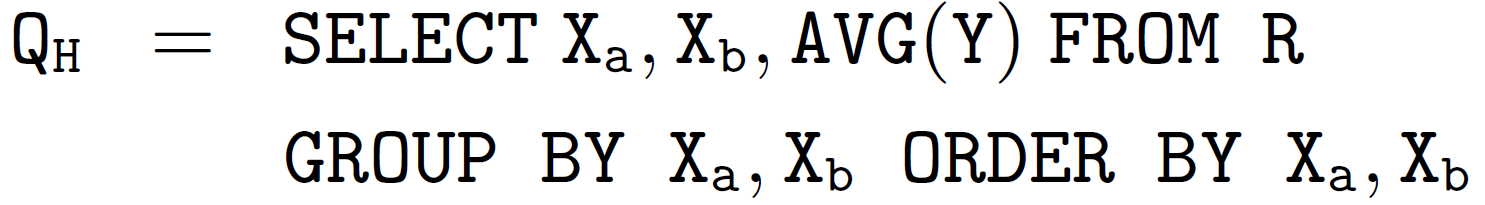 Q_H = SELECT X_a, X_b, AVG(Y) FROM R
GROUP BY X_a, X_b ORDER BY X_a, X_b